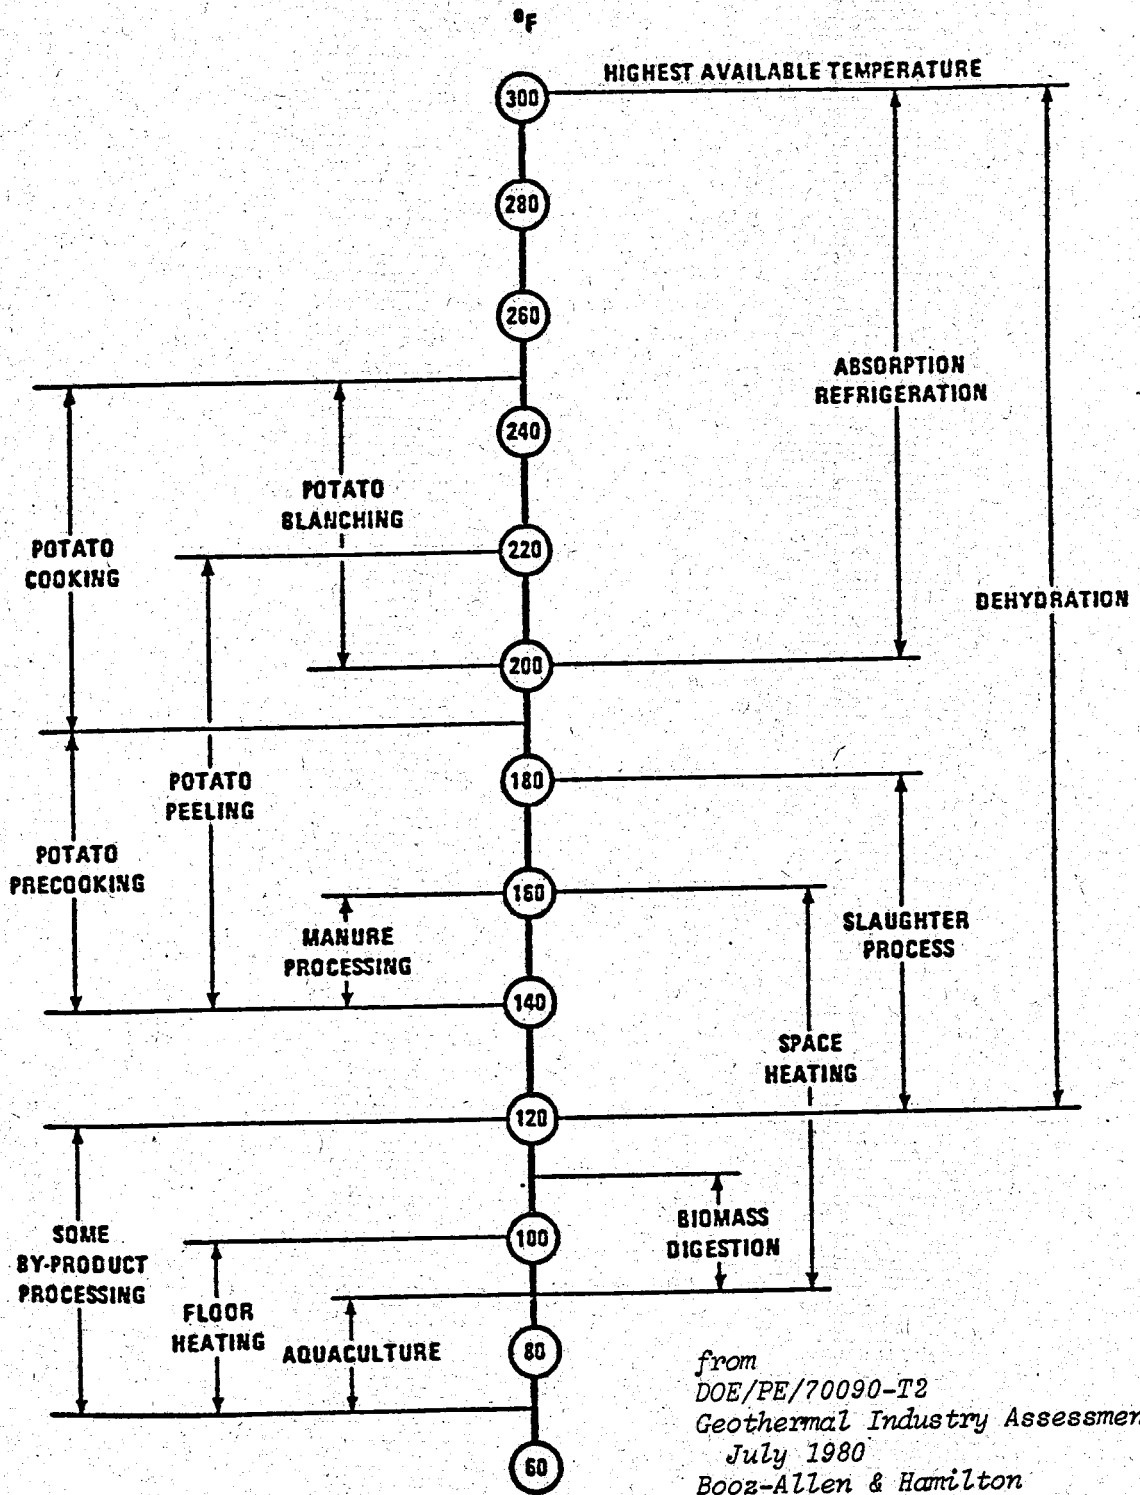 °F
HIGHEST AVAILABLE TEMPERATURE
300
280
260
ABSORPTION
REFRIGERATION
240
POTATO
BLANCHING
POTATO
COOKING
220
DEHYDRATION
200
POTATO
PEELING
180
POTATO
PRECOOKING
160
SLAUGHTER
PROCESS
MANURE
PROCESSING
140
SPACE
HEATING
120
BIOMASS
DIGESTION
100
SOME
BY-PRODUCT
PROCESSING
FLOOR
HEATING
AQUACULTURE
80
60
from
DOE/PE/70090-T2
Geothermal Industry Assessmen
July 1980
Booz-Allen & Hamilton